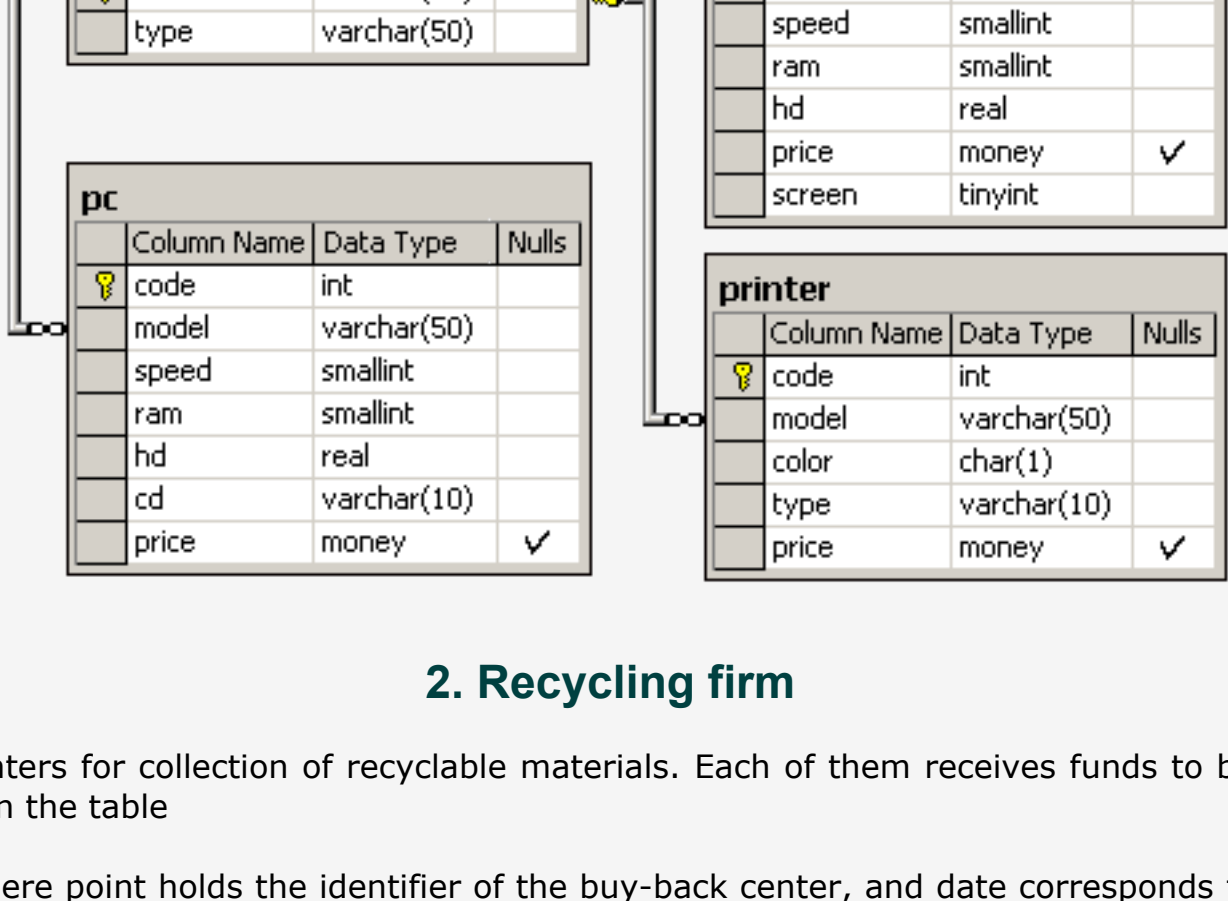 type varchar(50)
speed smallint
ram smallint
hd real
price money
screen tinyint
pc
Column Name Data Type Nulls
code int
model varchar(50)
speed smallint
ram smallint
hd real
cd varchar(10)
price money
printer
Column Name Data Type Nulls
code int
model varchar(50)
color char(1)
type varchar(10)
price money
2. Recycling firm
for collection of recyclable materials. Each of them receives funds to
the table
point holds the identifier of the buy-back center, and date corresponds